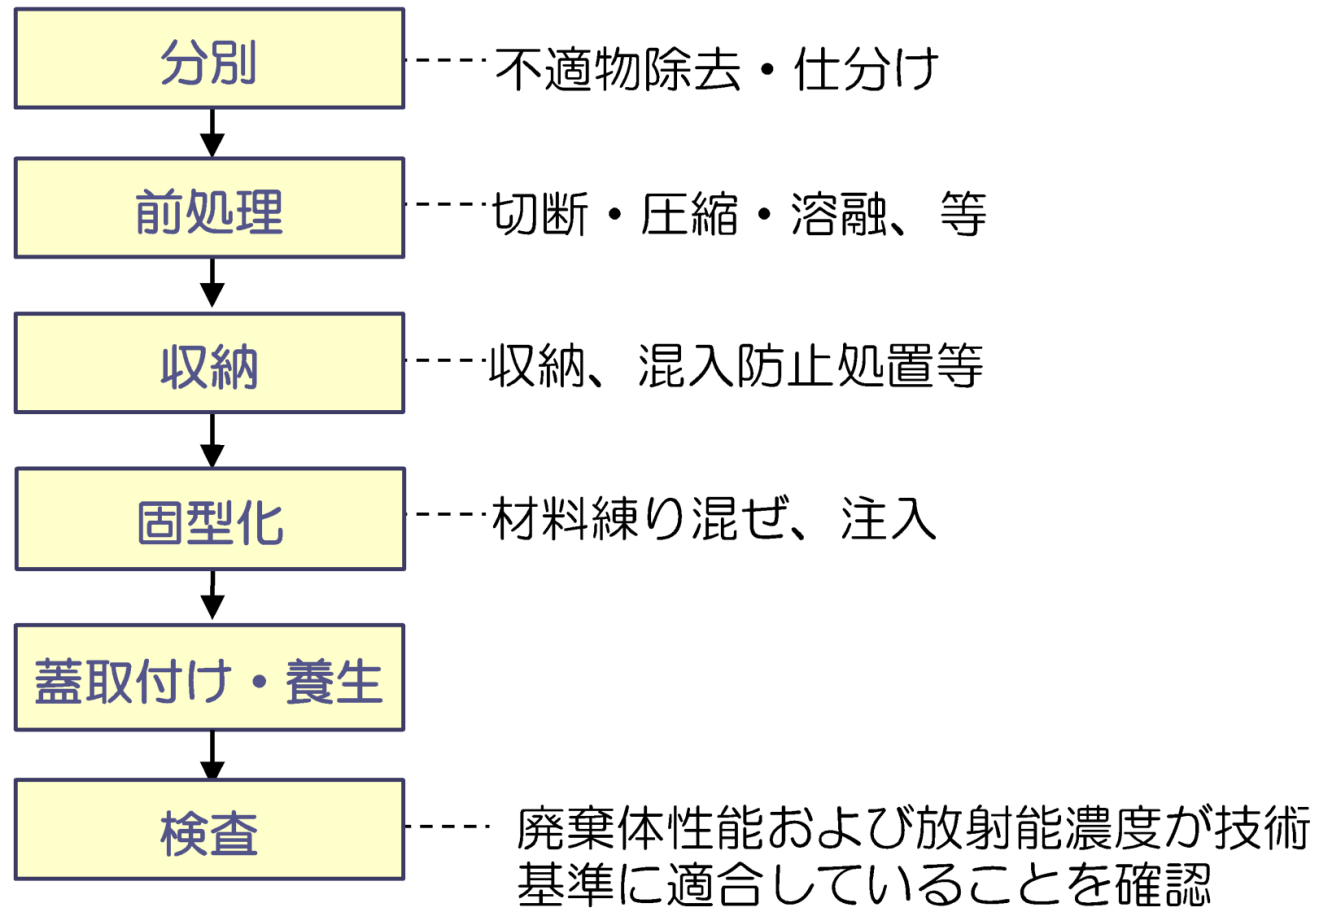 分別
不適物除去・仕分け
前処理
切断・圧縮・溶融、等
収納
収納、混入防止処置等
固型化
材料練り混ぜ、注入
蓋取付け・養生
検査
廃棄体性能および放射能濃度が技術
基準に適合していることを確認